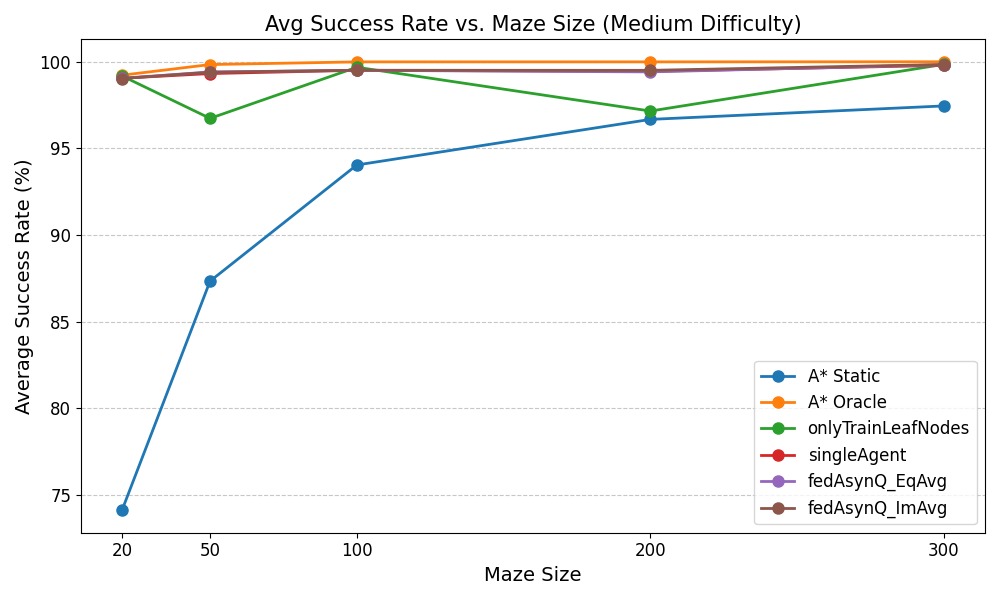 Avg Success Rate vs. Maze Size (Medium Difficulty)
Average Success Rate (%)
100
95
90
85
80
75
20
50
100
200
300
Maze Size
A* Static
A* Oracle
onlyTrainLeafNodes
singleAgent
fedAsynQ_EqAvg
fedAsynQ_ImAvg